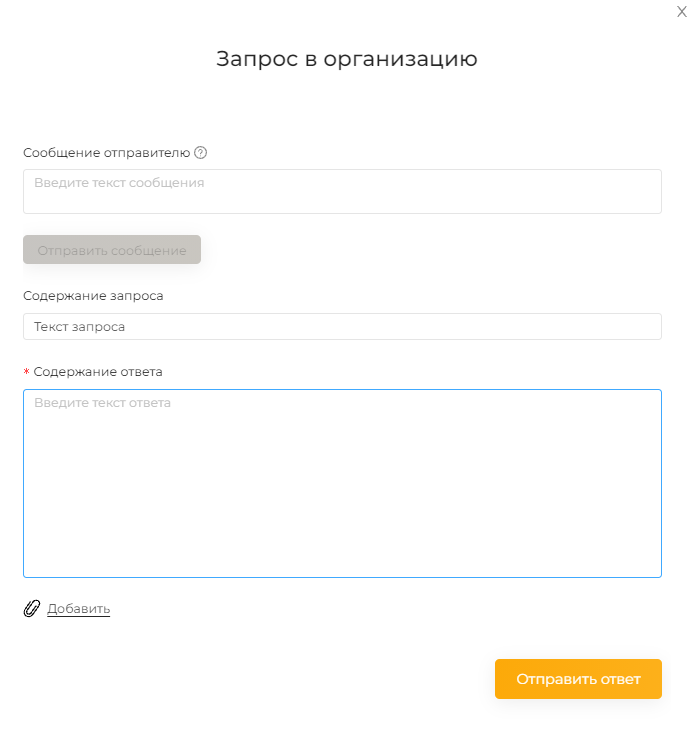 X
Запрос в организацию
Сообщение отправителю ?
Введите текст сообщения
Отправить сообщение
Содержание запроса
Текст запроса
* Содержание ответа
Введите текст ответа
Добавить
Отправить ответ